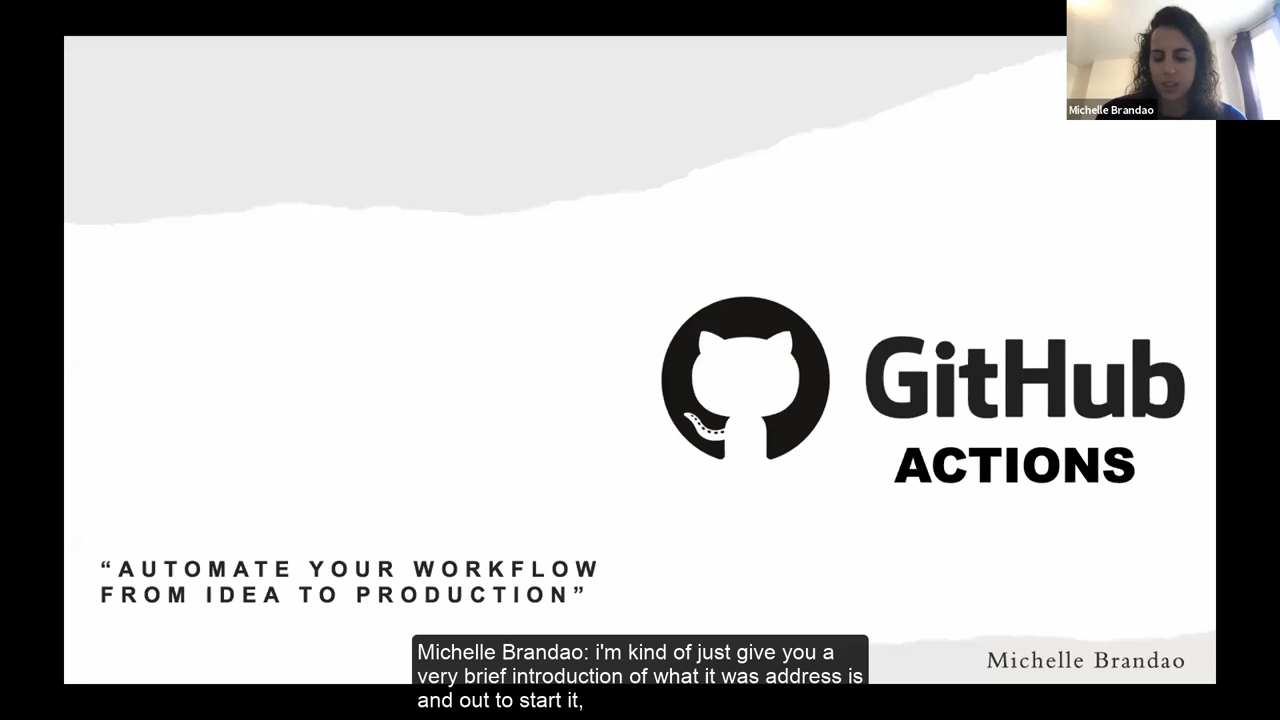 Michelle Brandao
GitHub
ACTIONS
“AUTOMATE YOUR WORKFLOW
FROM IDEA TO PRODUCTION”
Michelle Brandao: i'm kind of just give you a
very brief introduction of what it was address is
and out to start it,
Michelle Brandao